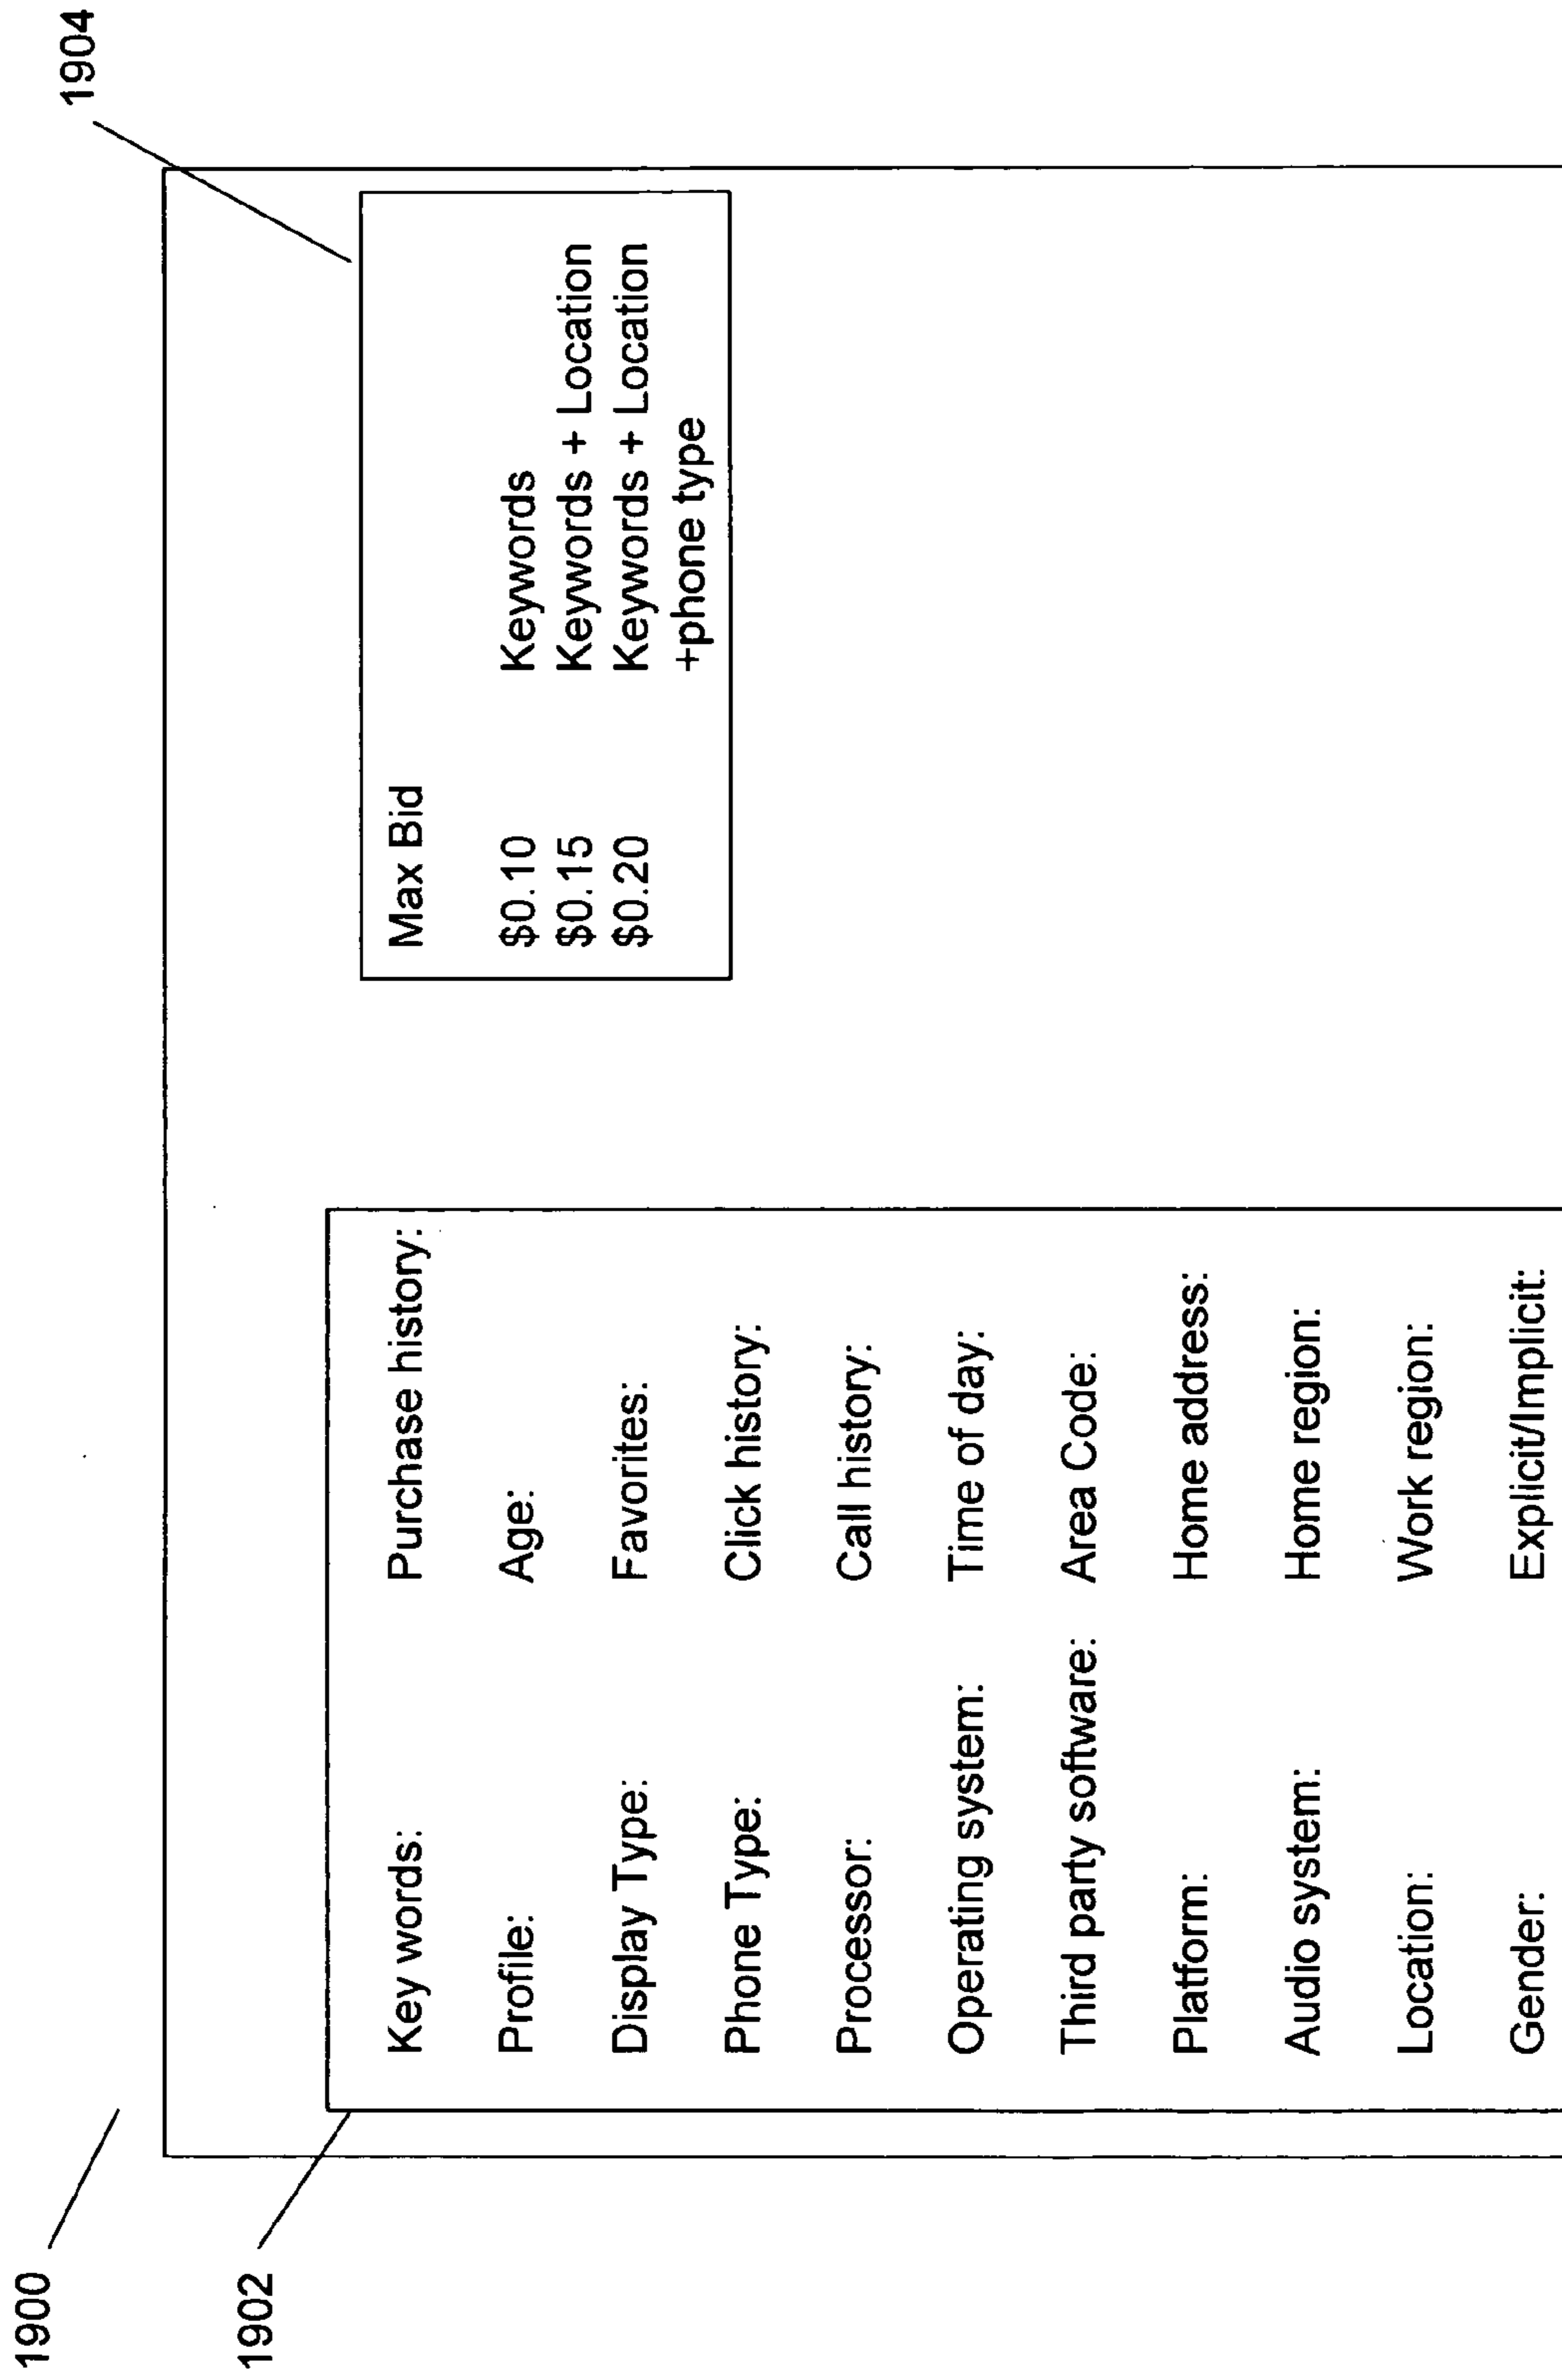 1900
1902
1904
Key words: Purchase history:
Profile: Age:
Display Type: Favorites:
Phone Type: Click history:
Processor: Call history:
Operating system: Time of day:
Third party software: Area Code:
Platform: Home address:
Audio system: Home region:
Location: Work region:
Gender: Explicit/Implicit:
Max Bid
$0.10 Keywords
$0.15 Keywords + Location
$0.20 Keywords + Location
+phone type